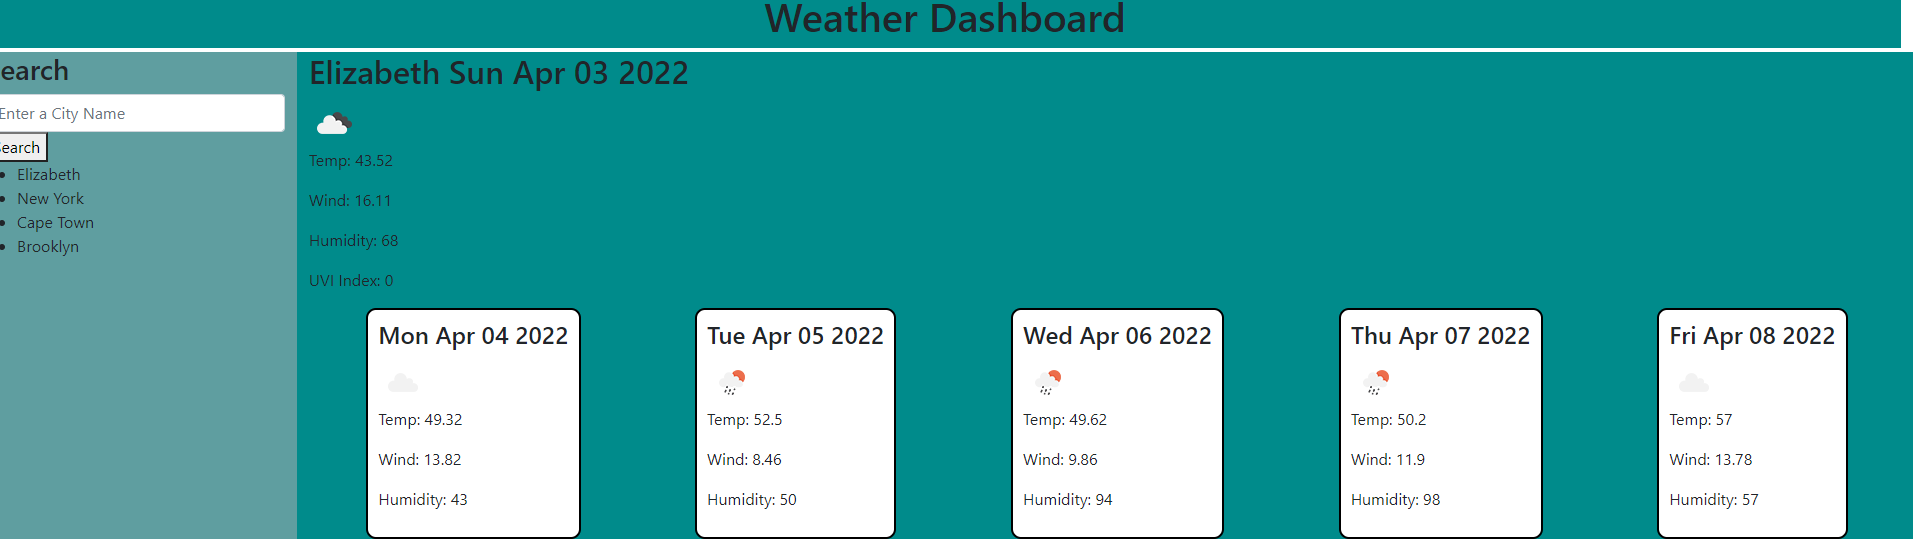 Weather Dashboard
earch
Enter a City Name
Search
Elizabeth
New York
Cape Town
Brooklyn
Elizabeth Sun Apr 03 2022
Temp: 43.52
Wind: 16.11
Humidity: 68
UVI Index: 0
Mon Apr 04 2022
Temp: 49.32
Wind: 13.82
Humidity: 43
Tue Apr 05 2022
Temp: 52.5
Wind: 8.46
Humidity: 50
Wed Apr 06 2022
Temp: 49.62
Wind: 9.86
Humidity: 94
Thu Apr 07 2022
Temp: 50.2
Wind: 11.9
Humidity: 98
Fri Apr 08 2022
Temp: 57
Wind: 13.78
Humidity: 57